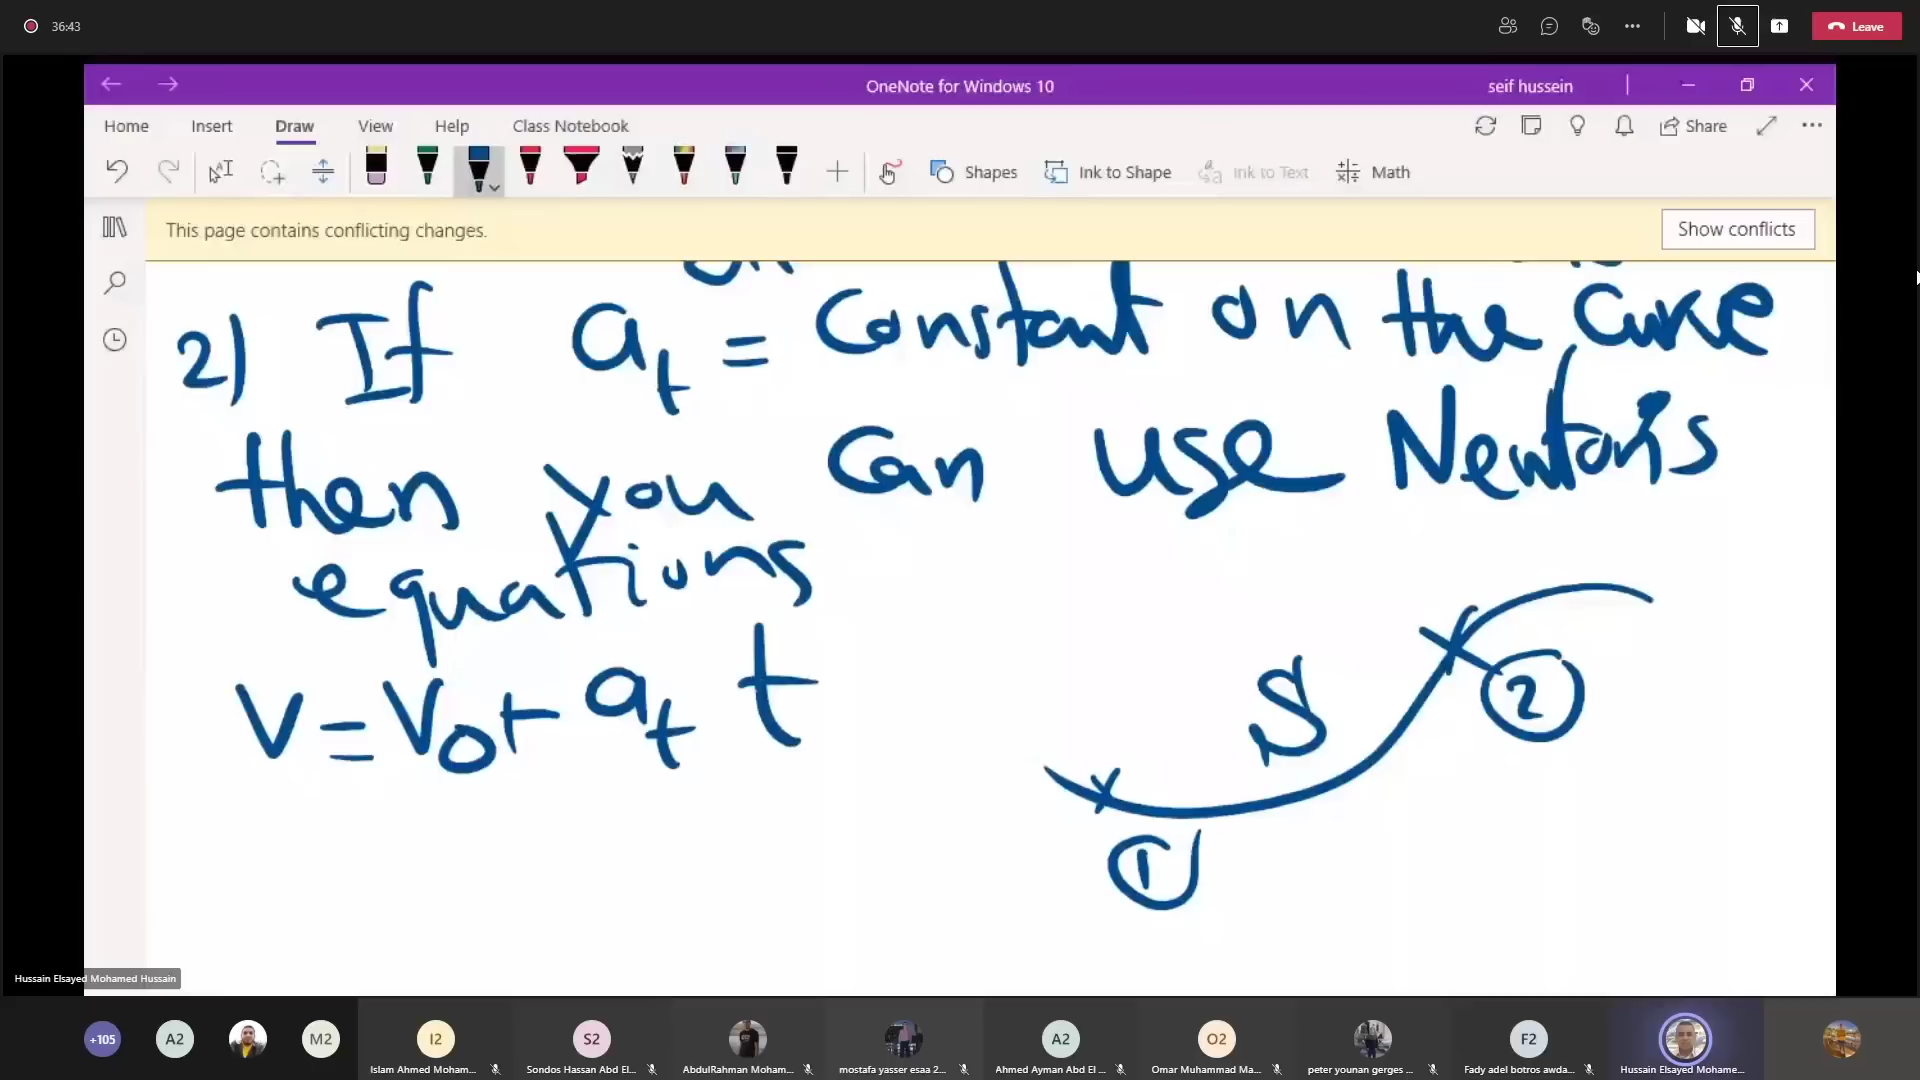 36:43
Leave
OneNote for Windows 10
seif hussein
Home Insert Draw View Help Class Notebook
Share
Shapes Ink to Shape Ink to Text Math
This page contains conflicting changes.
Show conflicts
2) If at = Constant on the Curve
then you can use Newton's
equations
V = Vo + at t
S
2
1
Hussain Elsayed Mohamed Hussain
+105 A2 M2 I2 S2 A2 O2 F2
Islam Ahmed Moham... Sondos Hassan Abd El... AbdulRahman Moham... mostafa yasser esaa 2... Ahmed Ayman Abd El ... Omar Muhammad Ma... peter younan gerges ... Fady adel botros awda... Hussain Elsayed Mohame...